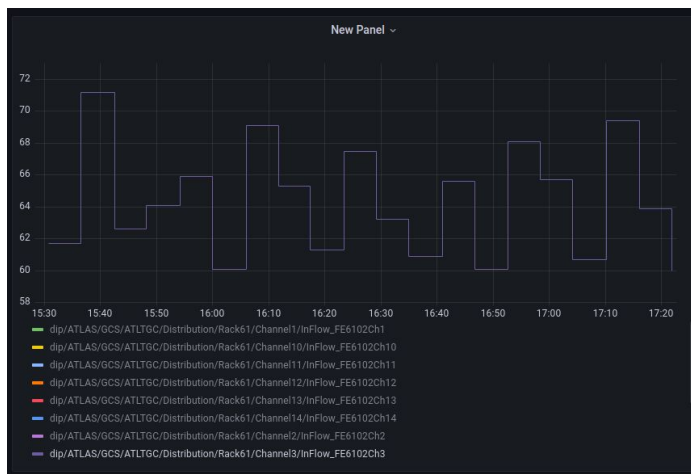 New Panel
72
70
68
66
64
62
60
58
15:30 15:40 15:50 16:00 16:10 16:20 16:30 16:40 16:50 17:00 17:10 17:20
dip/ATLAS/GCS/ATLTGC/Distribution/Rack61/Channel1/InFlow_FE6102Ch1
dip/ATLAS/GCS/ATLTGC/Distribution/Rack61/Channel10/InFlow_FE6102Ch10
dip/ATLAS/GCS/ATLTGC/Distribution/Rack61/Channel11/InFlow_FE6102Ch11
dip/ATLAS/GCS/ATLTGC/Distribution/Rack61/Channel12/InFlow_FE6102Ch12
dip/ATLAS/GCS/ATLTGC/Distribution/Rack61/Channel13/InFlow_FE6102Ch13
dip/ATLAS/GCS/ATLTGC/Distribution/Rack61/Channel14/InFlow_FE6102Ch14
dip/ATLAS/GCS/ATLTGC/Distribution/Rack61/Channel2/InFlow_FE6102Ch2
dip/ATLAS/GCS/ATLTGC/Distribution/Rack61/Channel3/InFlow_FE6102Ch3